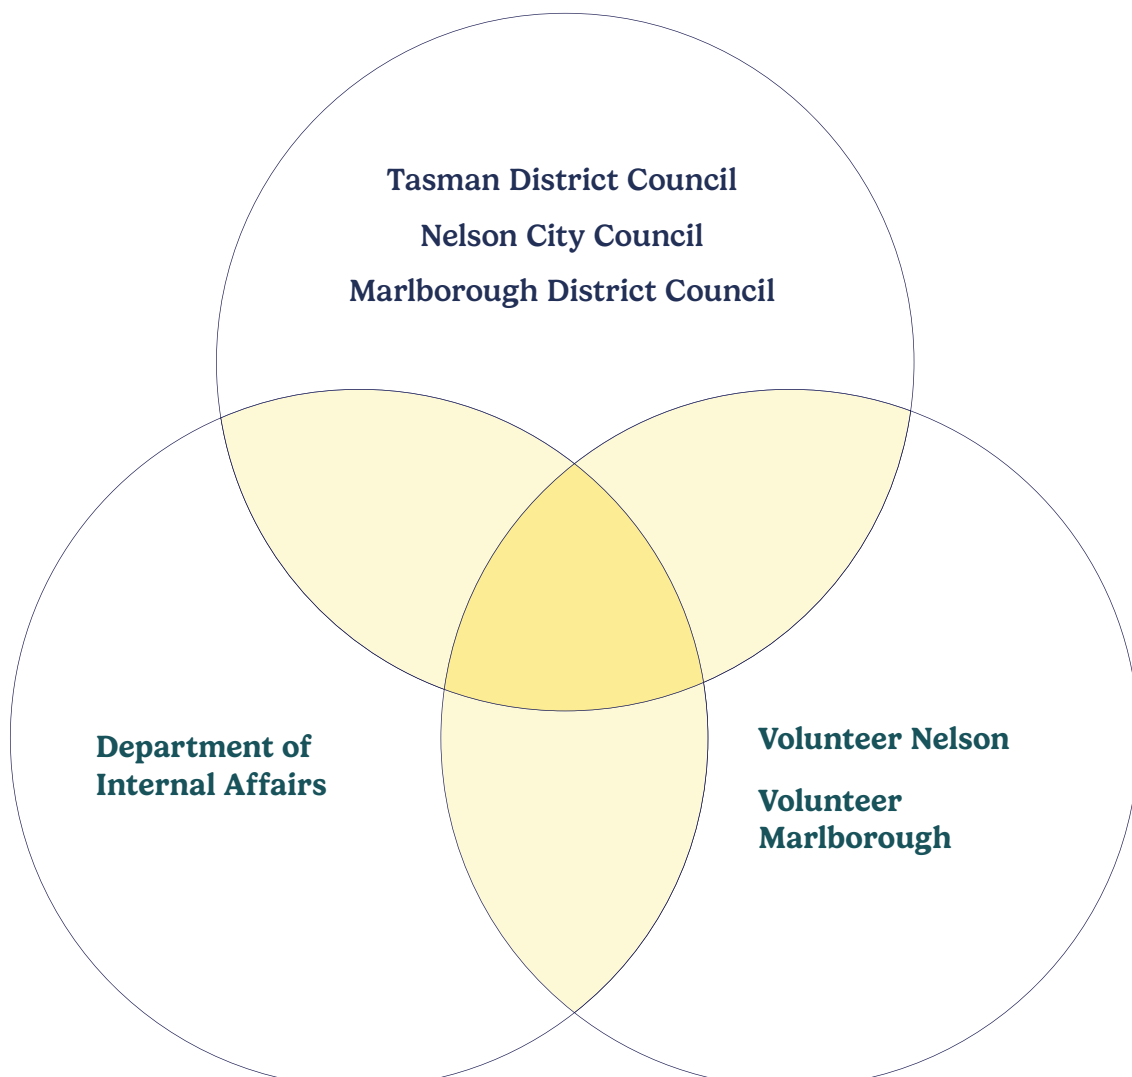 Tasman District Council
Nelson City Council
Marlborough District Council
Department of
Internal Affairs
Volunteer Nelson
Volunteer
Marlborough